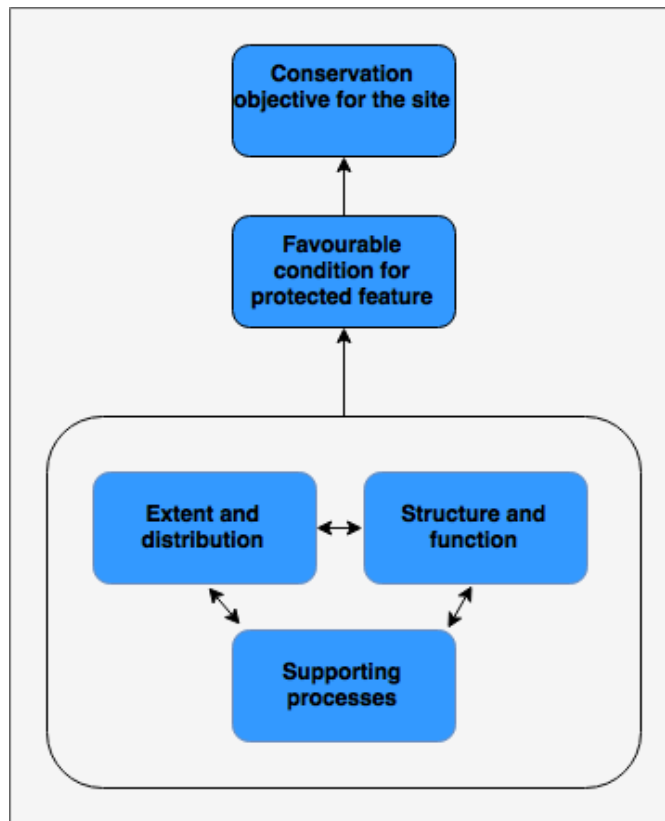 Conservation
objective for the site
Favourable
condition for
protected feature
Extent and
distribution
Structure and
function
Supporting
processes